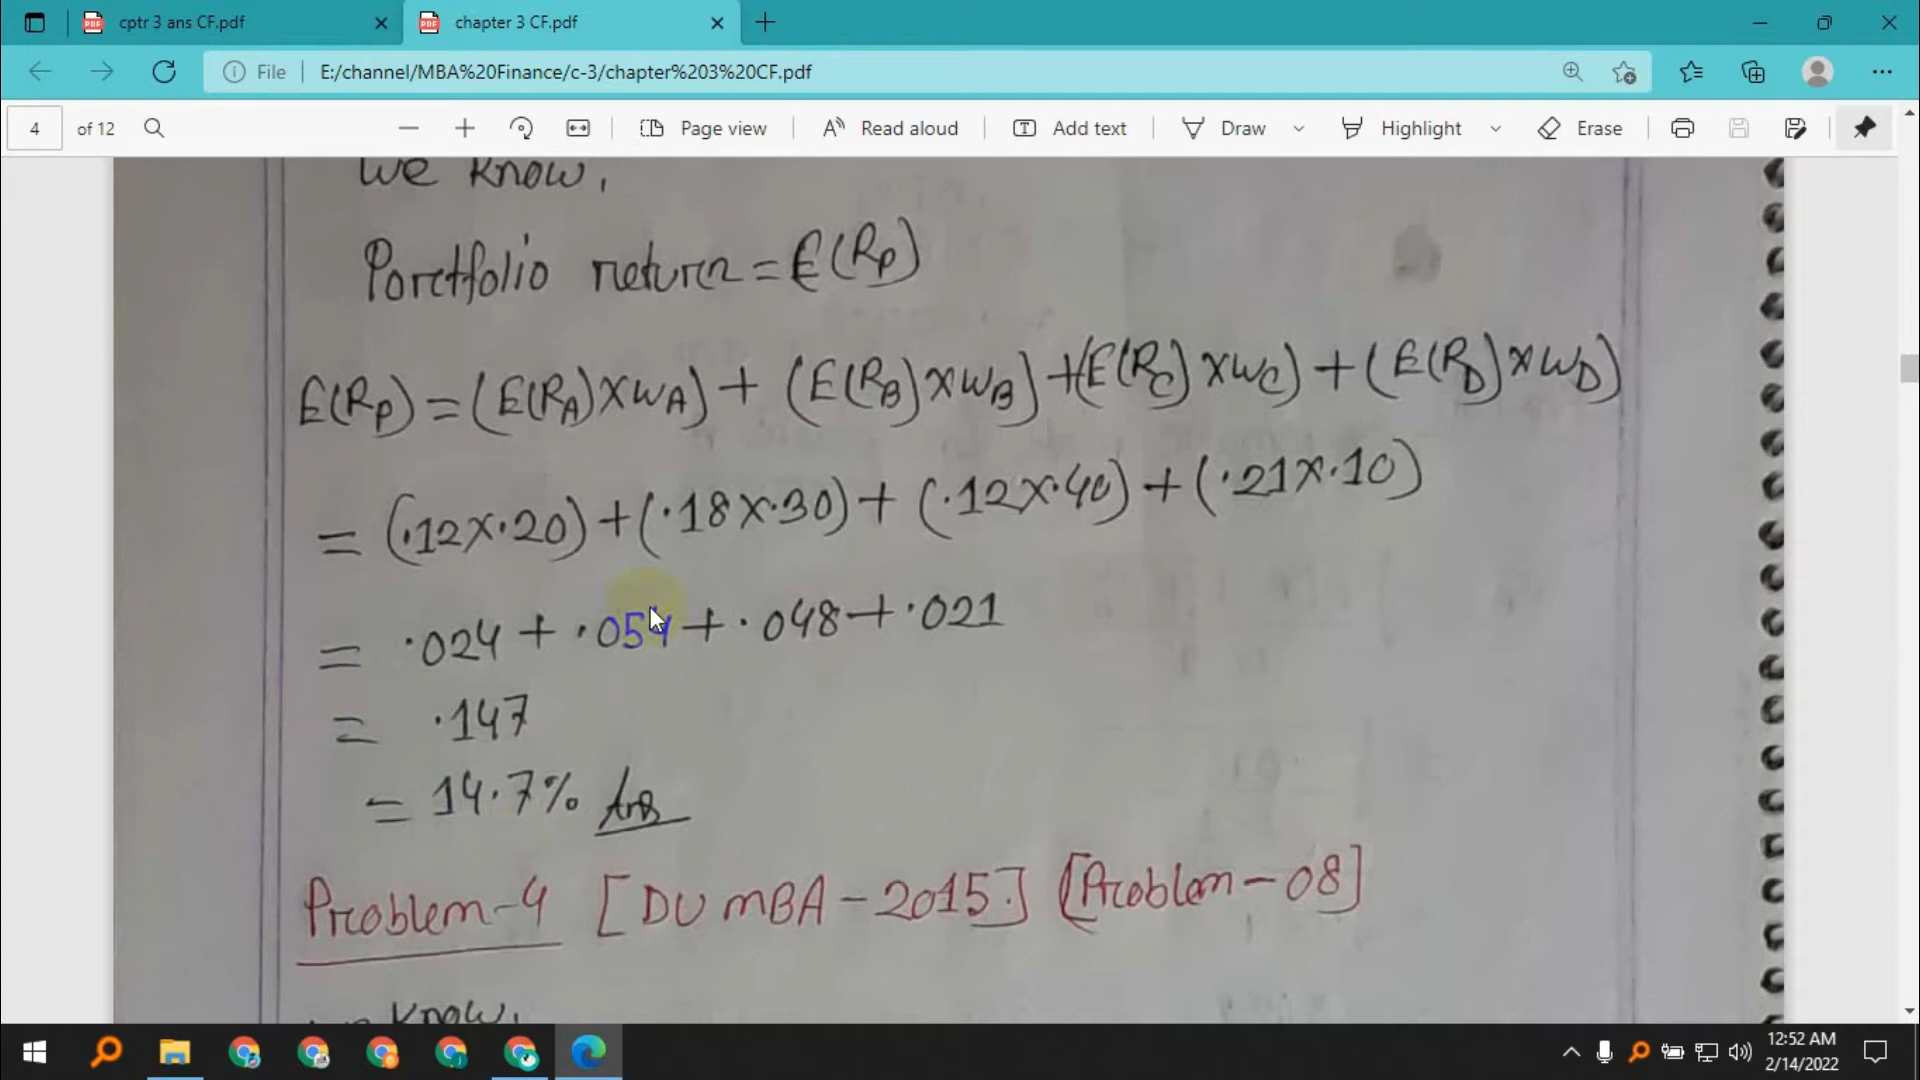 cptr 3 ans CF.pdf
chapter 3 CF.pdf
File
E:/channel/MBA%20Finance/c-3/chapter%203%20CF.pdf
4 of 12
Page view
Read aloud
Add text
Draw
Highlight
Erase
we know,
Portfolio return = E(RP)
E(RP) = (E(RA)×WA) + (E(RB)×WB) + (E(RC)×WC) + (E(RD)×WD)
= (.12×.20) + (.18×.30) + (.12×.40) + (.21×.10)
= .024 + .054 + .048 + .021
= .147
= 14.7% Ans
Problem-4 [DU MBA - 2015] [Problem - 08]
we know,
12:52 AM
2/14/2022